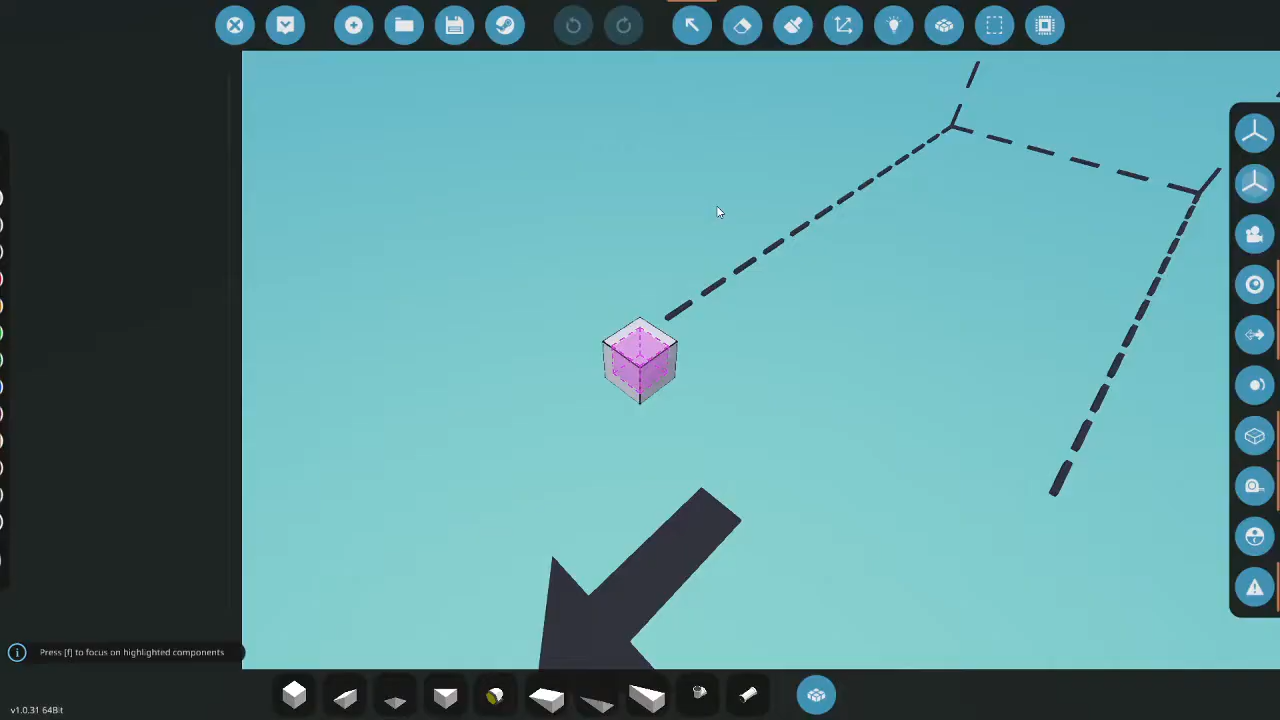 Press [f] to focus on highlighted components
v1.0.31 64Bit